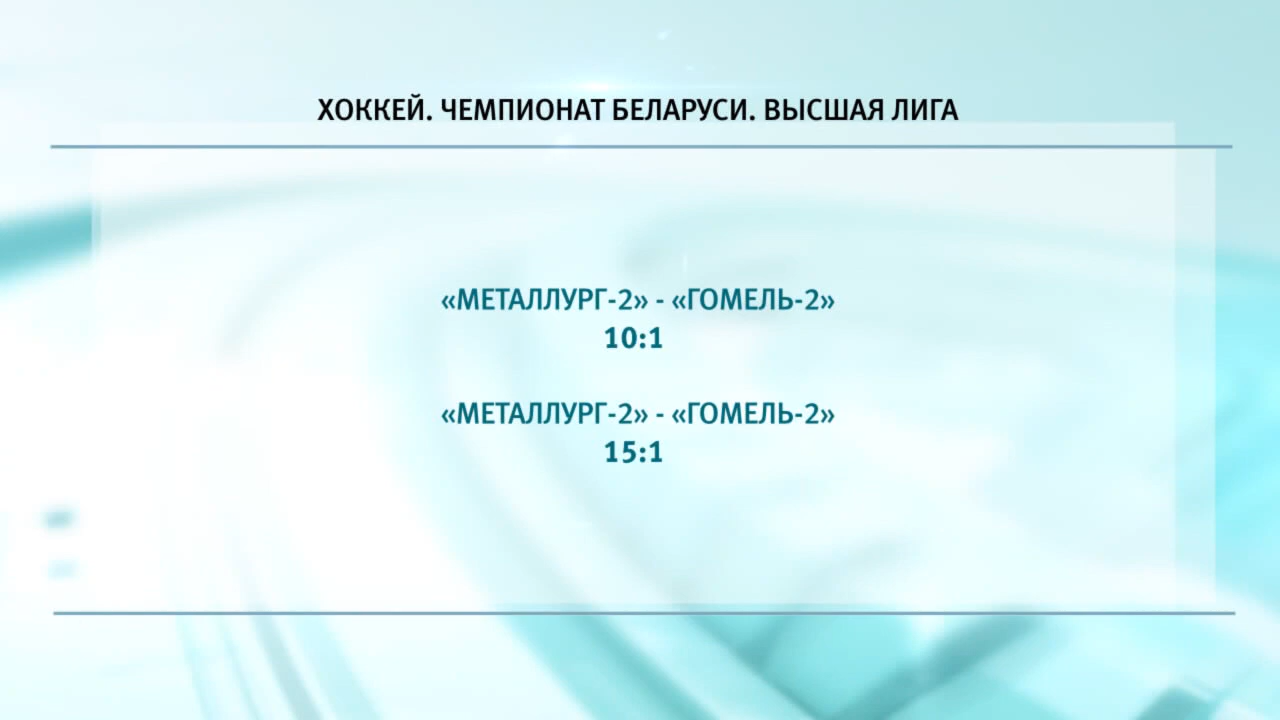 ХОККЕЙ. ЧЕМПИОНАТ БЕЛАРУСИ. ВЫСШАЯ ЛИГА
«МЕТАЛЛУРГ-2» - «ГОМЕЛЬ-2»
10:1
«МЕТАЛЛУРГ-2» - «ГОМЕЛЬ-2»
15:1